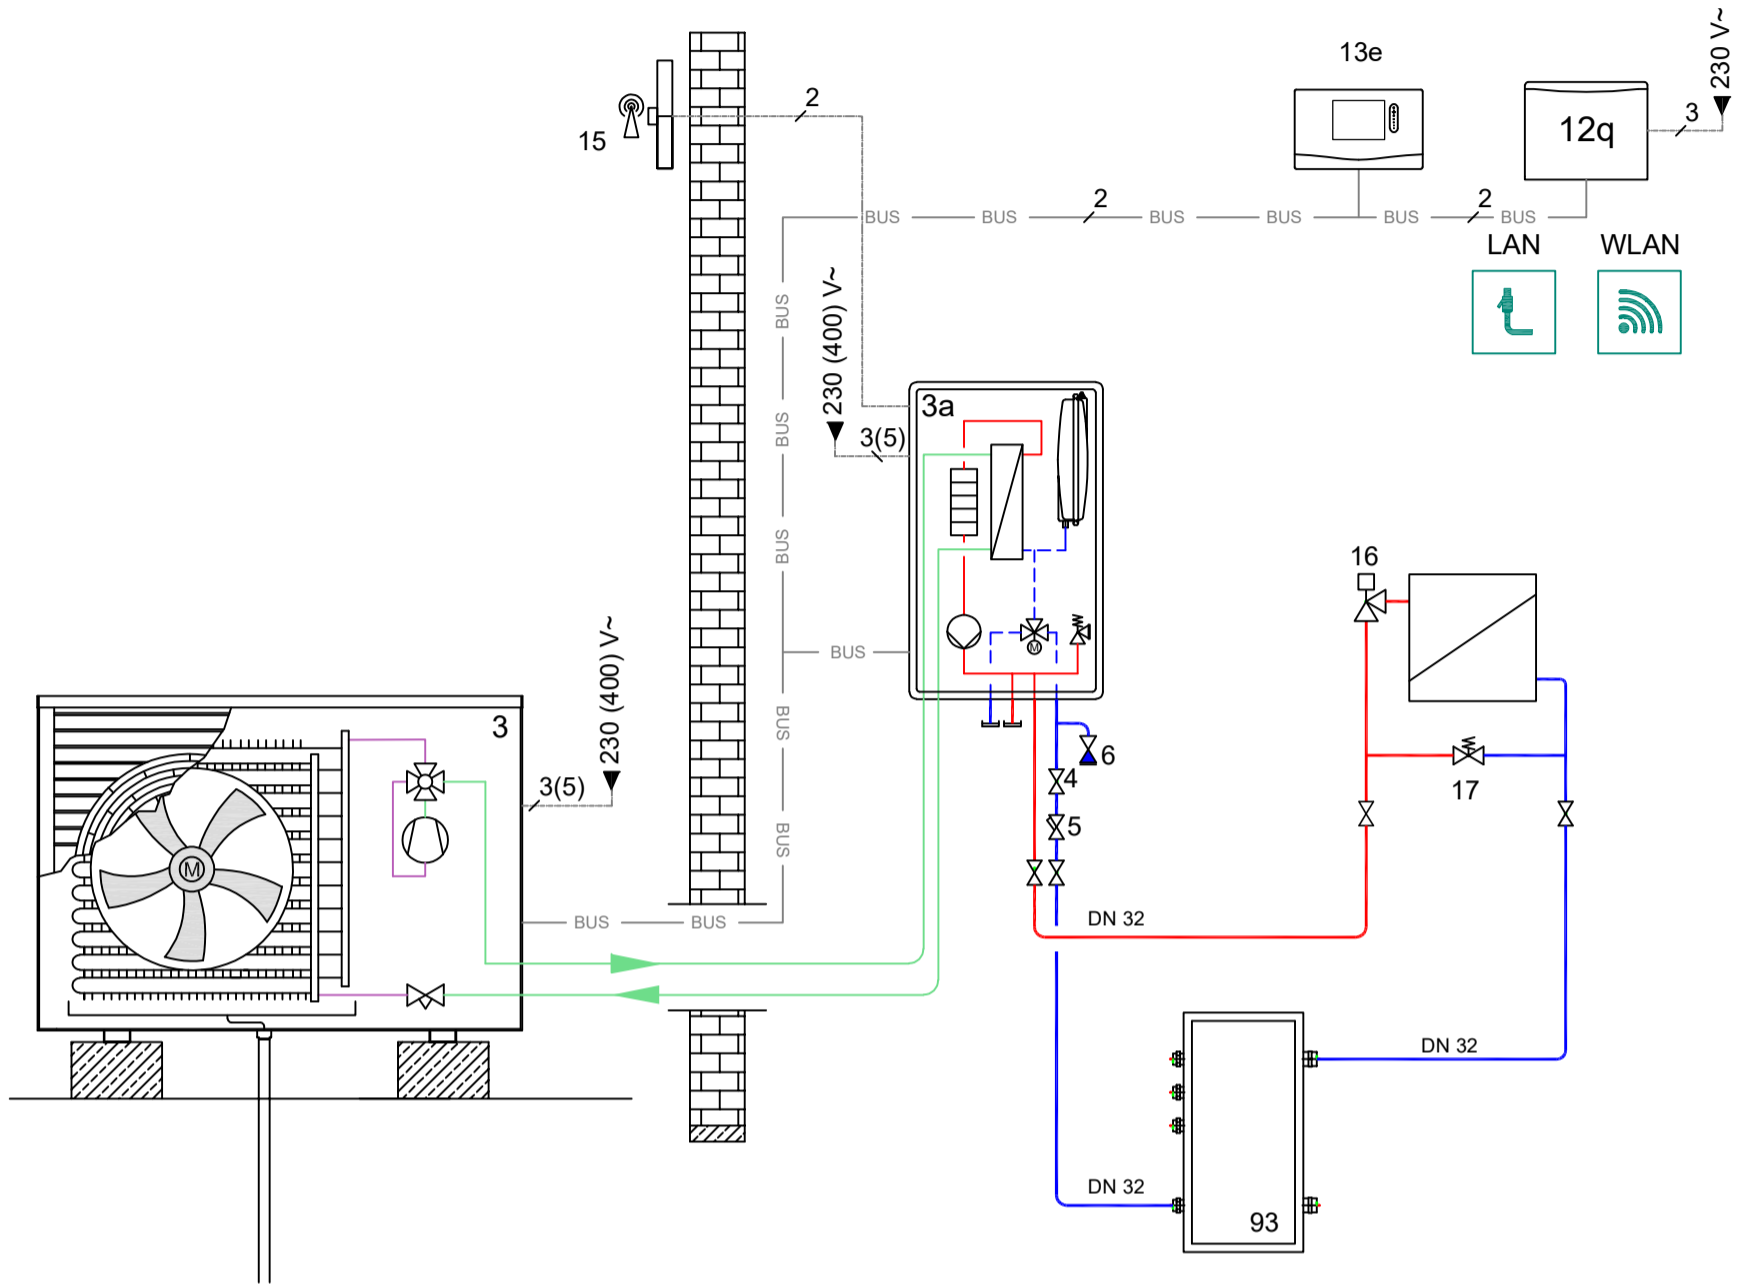 13e
230 V~
12q
3
2
15
2
2
BUS BUS BUS BUS BUS BUS
LAN WLAN
BUS
230 (400) V~
3a
3(5)
BUS
BUS
16
M
BUS
230 (400) V~
3
BUS
6
4
17
3(5)
5
BUS
M
BUS BUS
DN 32
DN 32
DN 32
93